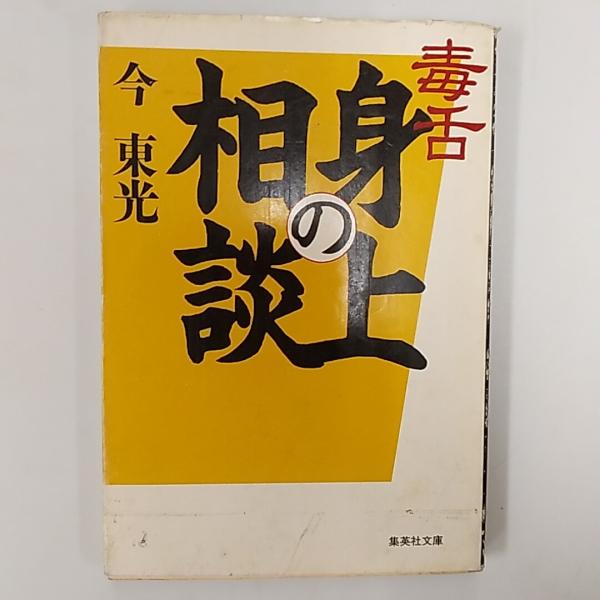 毒舌
身の上
相談
今 東光
集英社文庫